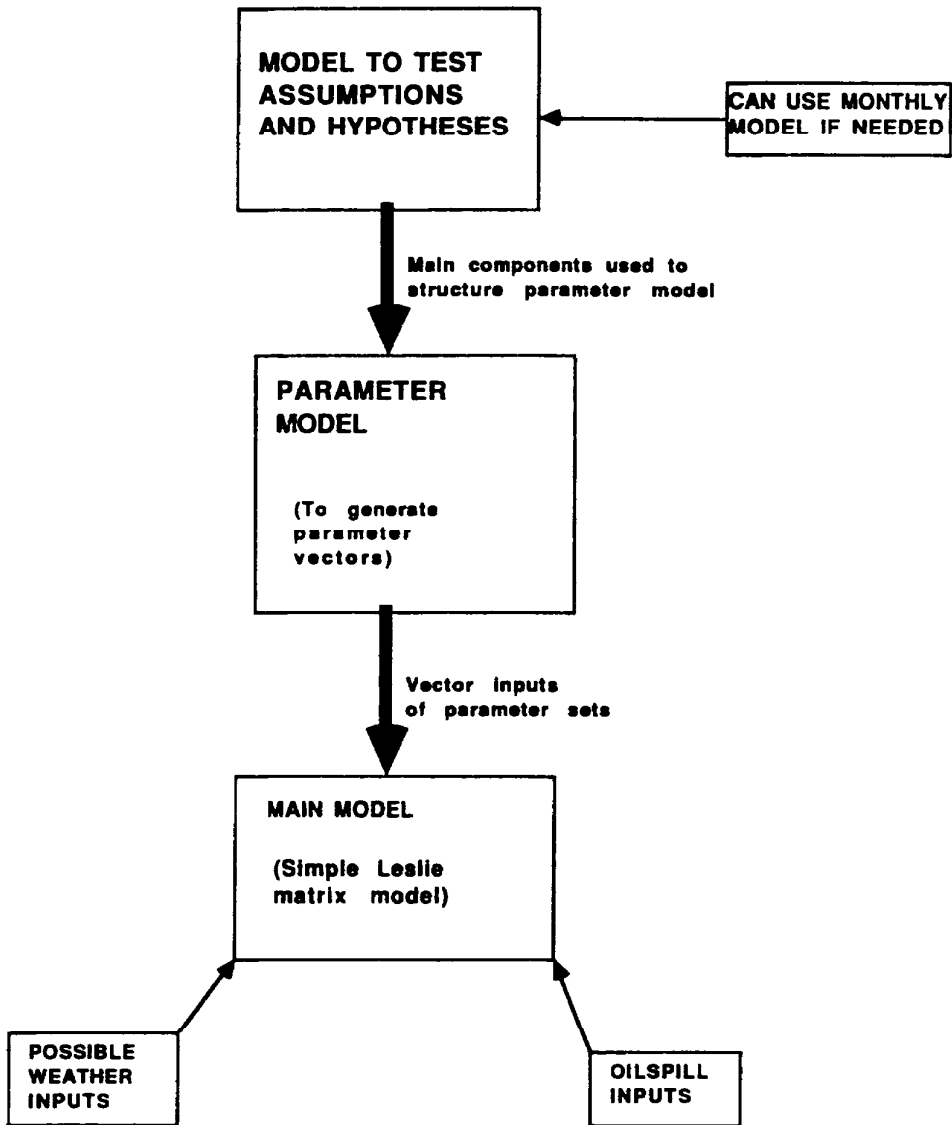 MODEL TO TEST
ASSUMPTIONS
AND HYPOTHESES
CAN USE MONTHLY
MODEL IF NEEDED
Main components used to
structure parameter model
PARAMETER
MODEL
(To generate
parameter
vectors)
Vector inputs
of parameter sets
MAIN MODEL
(Simple Leslie
matrix model)
POSSIBLE
WEATHER
INPUTS
OILSPILL
INPUTS